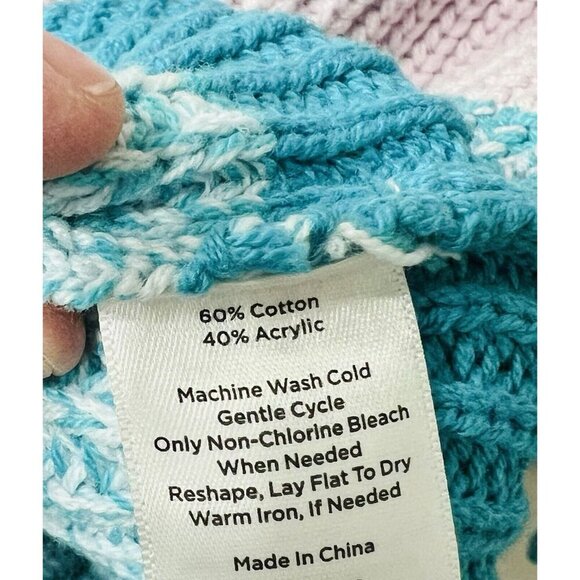 60% Cotton
40% Acrylic
Machine Wash Cold
Gentle Cycle
Only Non-Chlorine Bleach
When Needed
Reshape, Lay Flat To Dry
Warm Iron, If Needed
Made In China